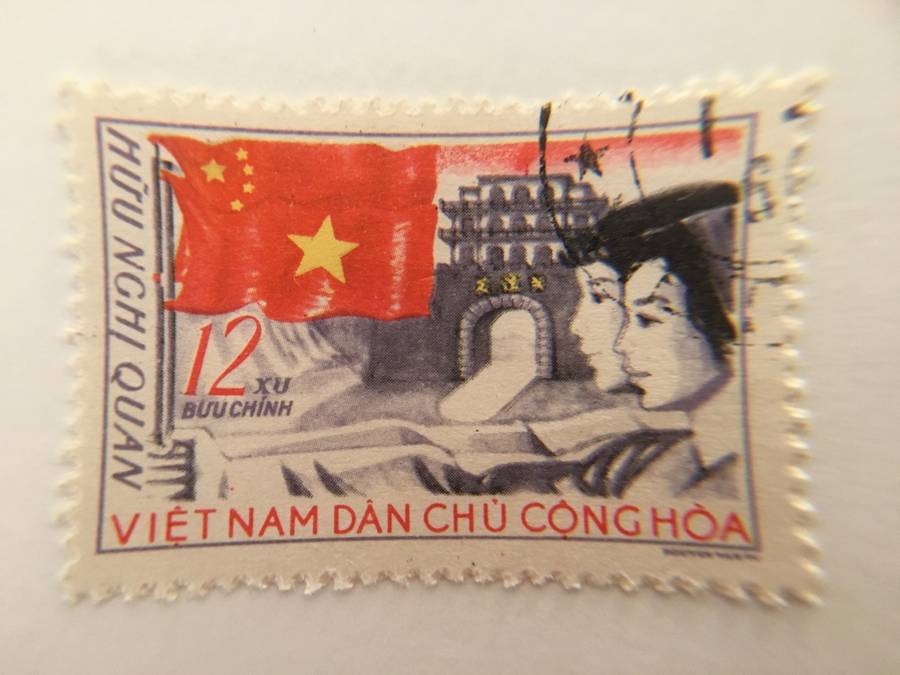 HỮU NGHỊ QUAN
12 XU
BƯU CHÍNH
VIỆT NAM DÂN CHỦ CỘNG HÒA